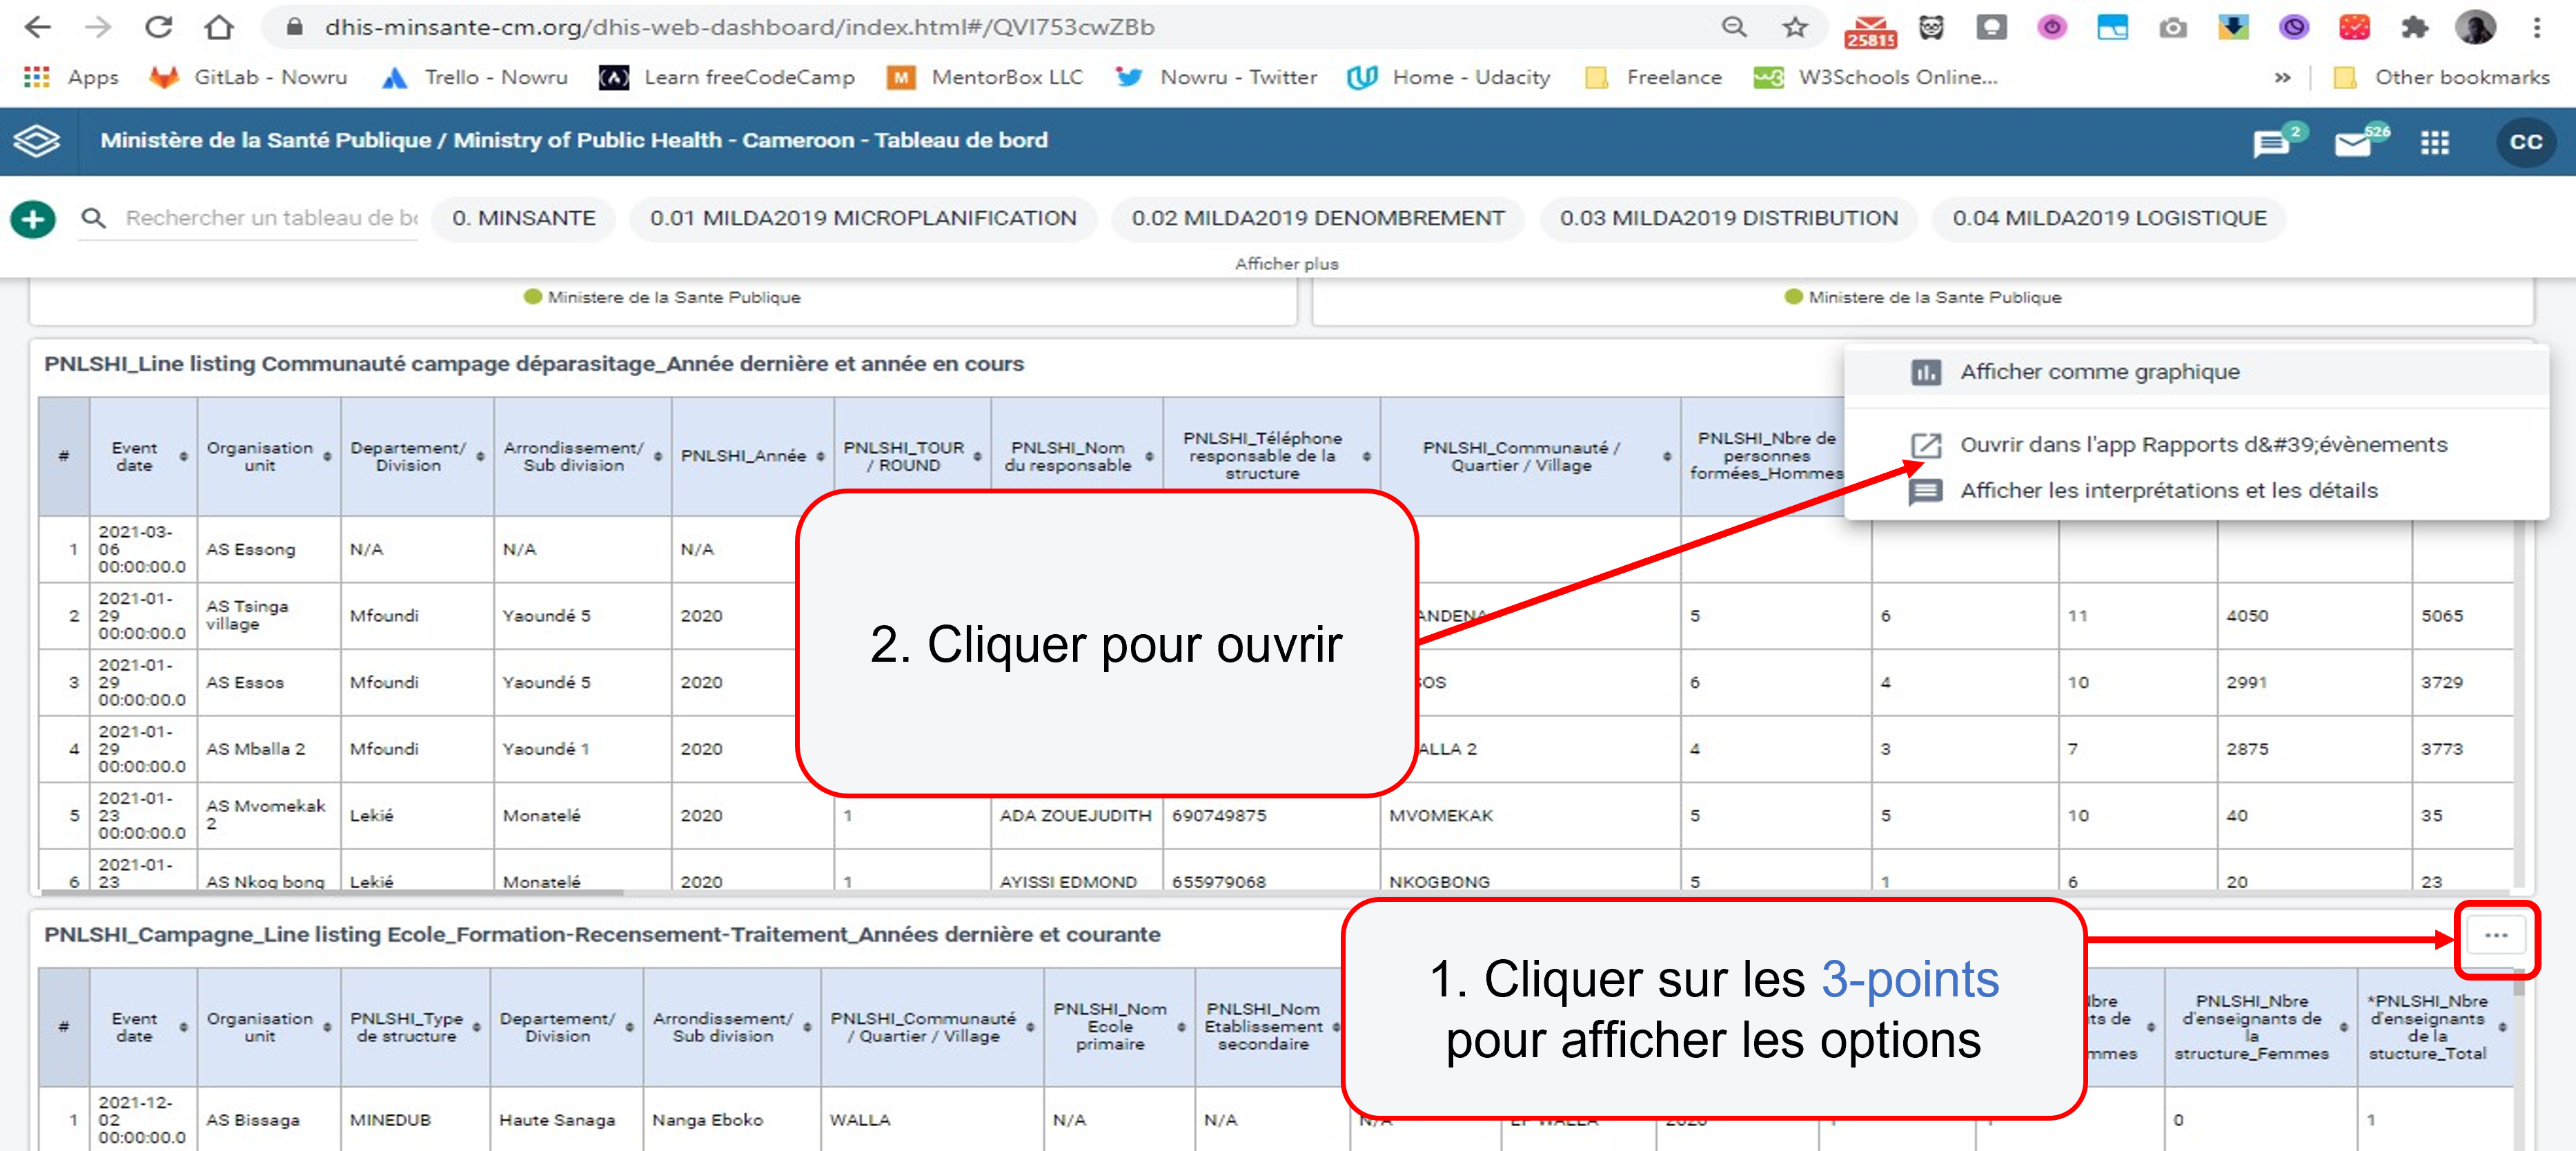 dhis-minsante-cm.org/dhis-web-dashboard/index.html#/QVI753cwZBb
25815
Apps GitLab - Nowru Trello - Nowru Learn freeCodeCamp MentorBox LLC Nowru - Twitter Home - Udacity Freelance W3Schools Online... » Other bookmarks
Ministère de la Santé Publique / Ministry of Public Health - Cameroon - Tableau de bord 2 526 CC
Rechercher un tableau de bo 0. MINSANTE 0.01 MILDA2019 MICROPLANIFICATION 0.02 MILDA2019 DENOMBREMENT 0.03 MILDA2019 DISTRIBUTION 0.04 MILDA2019 LOGISTIQUE
Afficher plus
Ministere de la Sante Publique Ministere de la Sante Publique
PNLSHI_Line listing Communauté campage déparasitage_Année dernière et année en cours
Afficher comme graphique
Ouvrir dans l'app Rapports d&#39;évènements
Afficher les interprétations et les détails
# Event date Organisation unit Departement/ Division Arrondissement/ Sub division PNLSHI_Année PNLSHI_TOUR / ROUND PNLSHI_Nom du responsable PNLSHI_Téléphone responsable de la structure PNLSHI_Communauté / Quartier / Village PNLSHI_Nbre de personnes formées_Hommes
1 2021-03-06 00:00:00.0 AS Essong N/A N/A N/A
2 2021-01-29 00:00:00.0 AS Tsinga village Mfoundi Yaoundé 5 2020 ANDENA 5 6 11 4050 5065
3 2021-01-29 00:00:00.0 AS Essos Mfoundi Yaoundé 5 2020 SOS 6 4 10 2991 3729
4 2021-01-29 00:00:00.0 AS Mballa 2 Mfoundi Yaoundé 1 2020 ALLA 2 4 3 7 2875 3773
5 2021-01-23 00:00:00.0 AS Mvomekak 2 Lekié Monatelé 2020 1 ADA ZOUEJUDITH 690749875 MVOMEKAK 5 5 10 40 35
6 2021-01-23 AS Nkog bong Lekié Monatelé 2020 1 AYISSI EDMOND 655979068 NKOGBONG 5 1 6 20 23
2. Cliquer pour ouvrir
PNLSHI_Campagne_Line listing Ecole_Formation-Recensement-Traitement_Années dernière et courante
1. Cliquer sur les 3-points
pour afficher les options
# Event date Organisation unit PNLSHI_Type de structure Departement/ Division Arrondissement/ Sub division PNLSHI_Communauté / Quartier / Village PNLSHI_Nom Ecole primaire PNLSHI_Nom Etablissement secondaire PNLSHI_Nbre d'enseignants de la structure_Femmes *PNLSHI_Nbre d'enseignants de la stucture_Total
1 2021-12-02 00:00:00.0 AS Bissaga MINEDUB Haute Sanaga Nanga Eboko WALLA N/A N/A N/A EP WALLA 2020 0 1